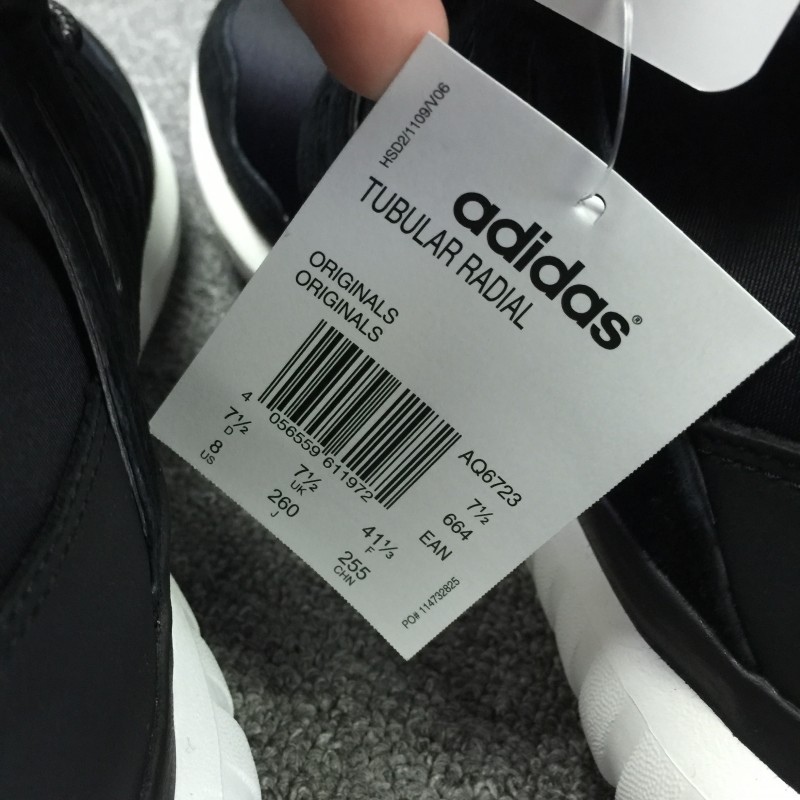 HSD2/1109/V06
adidas®
TUBULAR RADIAL
ORIGINALS
ORIGINALS
4 056559 611972
AQ6723
7½ D
7½ UK
41⅓ F
664
7½
8 US
260 J
255 CHN
EAN
PO# 114732825